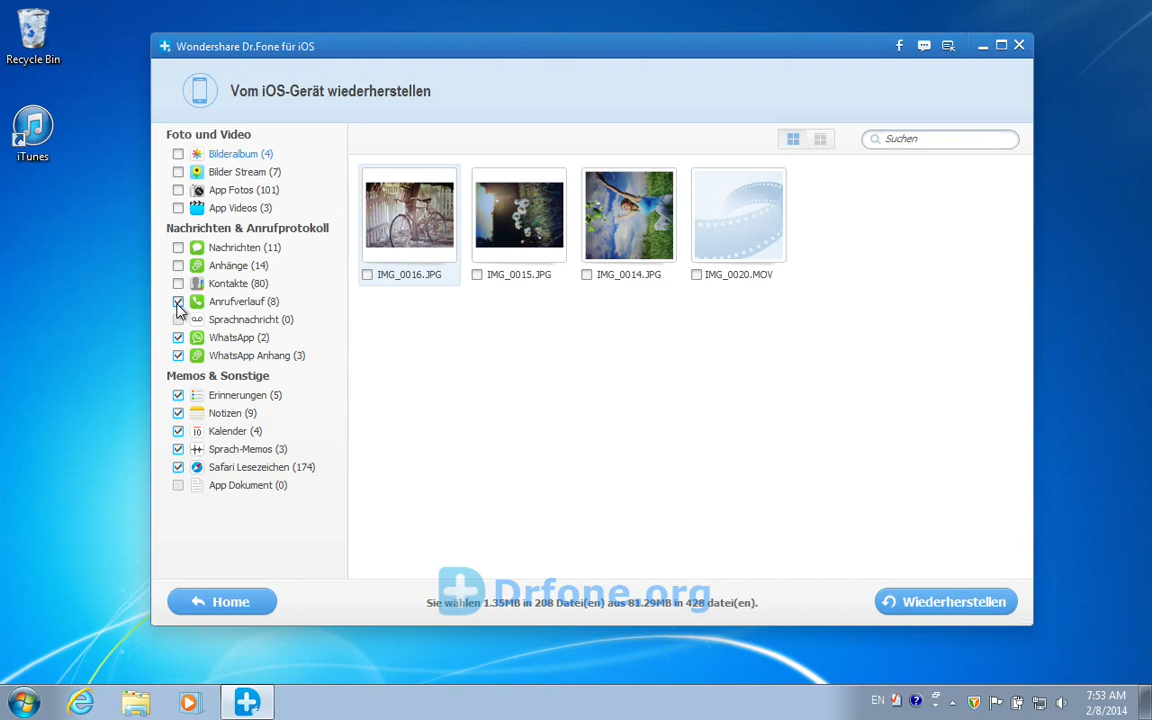 Recycle Bin
iTunes
Wondershare Dr.Fone für iOS
Vom iOS-Gerät wiederherstellen
Suchen
Foto und Video
Bilderalbum (4)
Bilder Stream (7)
App Fotos (101)
App Videos (3)
Nachrichten & Anrufprotokoll
Nachrichten (11)
Anhänge (14)
Kontakte (80)
Anrufverlauf (8)
Sprachnachricht (0)
WhatsApp (2)
WhatsApp Anhang (3)
Memos & Sonstige
Erinnerungen (5)
Notizen (9)
Kalender (4)
Sprach-Memos (3)
Safari Lesezeichen (174)
App Dokument (0)
IMG_0016.JPG
IMG_0015.JPG
IMG_0014.JPG
IMG_0020.MOV
Home
Drfone.org
Sie wählen 1.35MB in 208 Datei(en) aus 81.29MB in 428 datei(en).
Wiederherstellen
EN
7:53 AM
2/8/2014